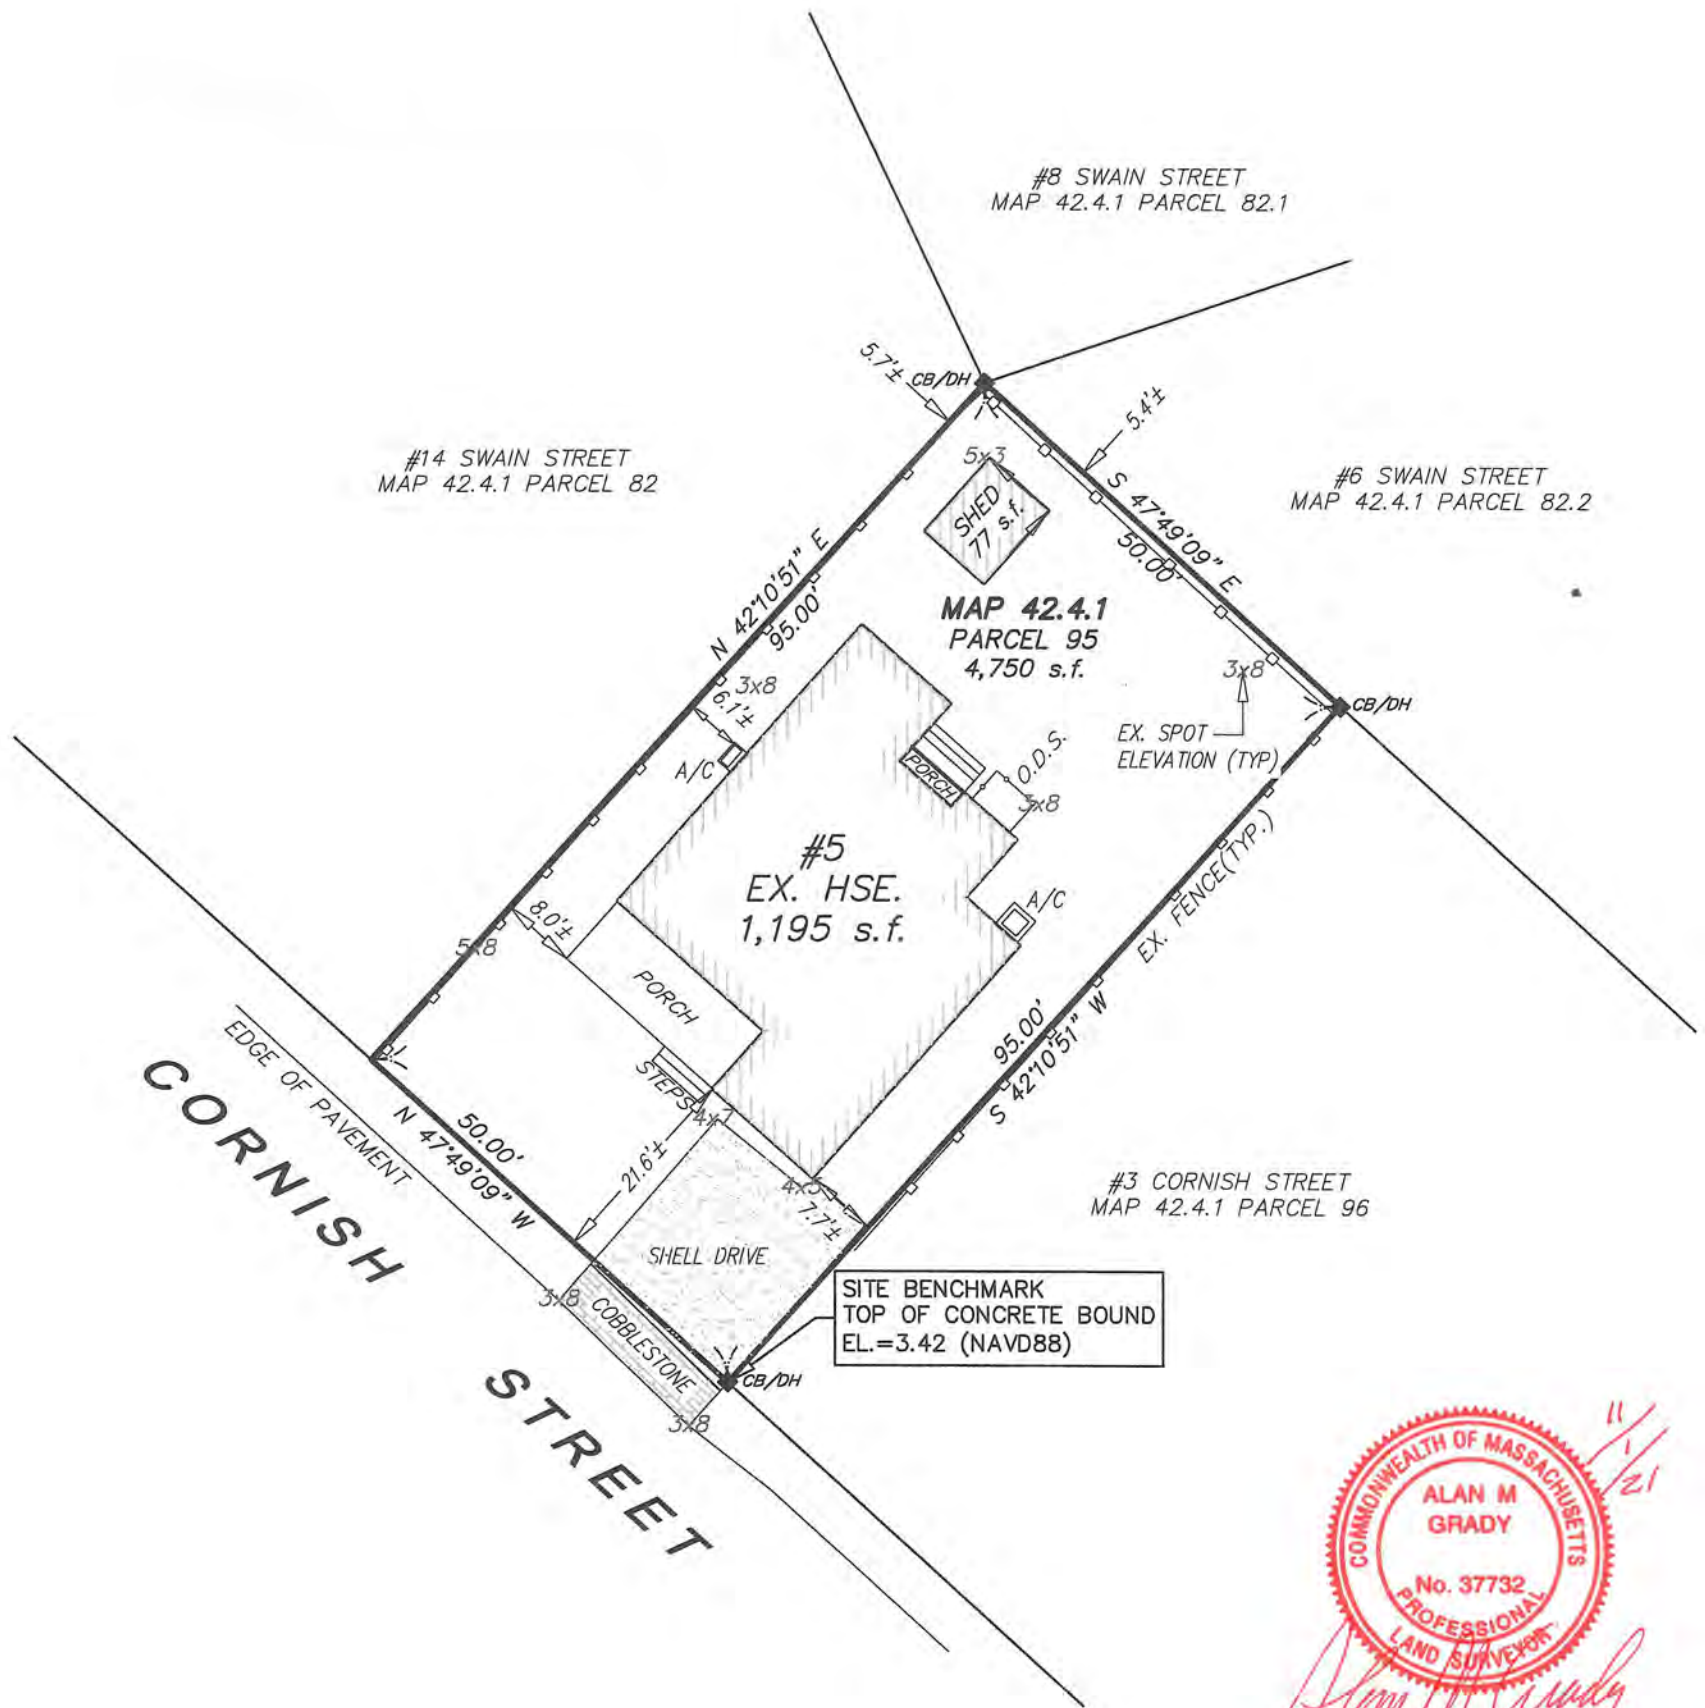 #8 SWAIN STREET
MAP 42.4.1 PARCEL 82.1
5.7'±
CB/DH
5.4'±
#14 SWAIN STREET
MAP 42.4.1 PARCEL 82
5x3
SHED
77 s.f.
S 47°49'09" E
50.00'
#6 SWAIN STREET
MAP 42.4.1 PARCEL 82.2
N 42°10'51" E
95.00'
MAP 42.4.1
PARCEL 95
4,750 s.f.
3x8
6.1'±
A/C
3x8
CB/DH
EX. SPOT
ELEVATION (TYP)
PORCH
O.D.S.
3x8
#5
EX. HSE.
1,195 s.f.
A/C
EX. FENCE(TYP.)
8.0'±
5x8
PORCH
95.00'
S 42°10'51" W
EDGE OF PAVEMENT
STEPS
4x7
50.00'
N 47°49'09" W
21.6'±
4x5
7.7'±
#3 CORNISH STREET
MAP 42.4.1 PARCEL 96
SHELL DRIVE
SITE BENCHMARK
TOP OF CONCRETE BOUND
EL.=3.42 (NAVD88)
3x8
COBBLESTONE
CB/DH
3x8
CORNISH STREET
11/1/21
COMMONWEALTH OF MASSACHUSETTS
ALAN M
GRADY
No. 37732
PROFESSIONAL
LAND SURVEYOR
Alan M Grady